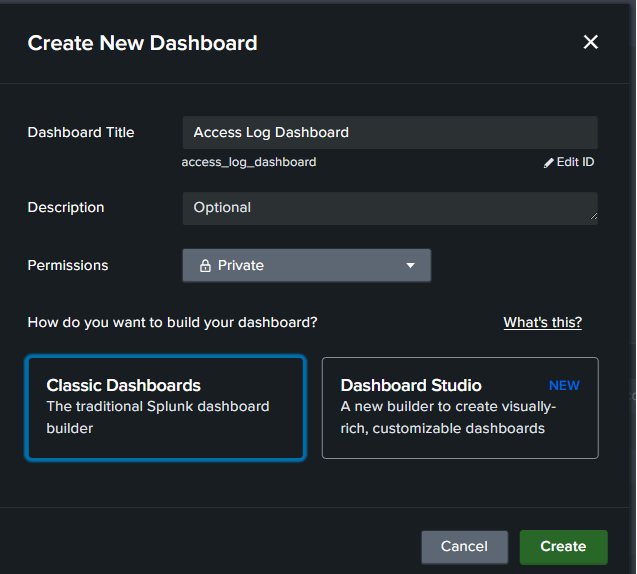 Create New Dashboard
Dashboard Title
Access Log Dashboard
access_log_dashboard
Edit ID
Description
Optional
Permissions
Private
How do you want to build your dashboard?
What's this?
Classic Dashboards
The traditional Splunk dashboard
builder
Dashboard Studio
NEW
A new builder to create visually-
rich, customizable dashboards
Cancel
Create